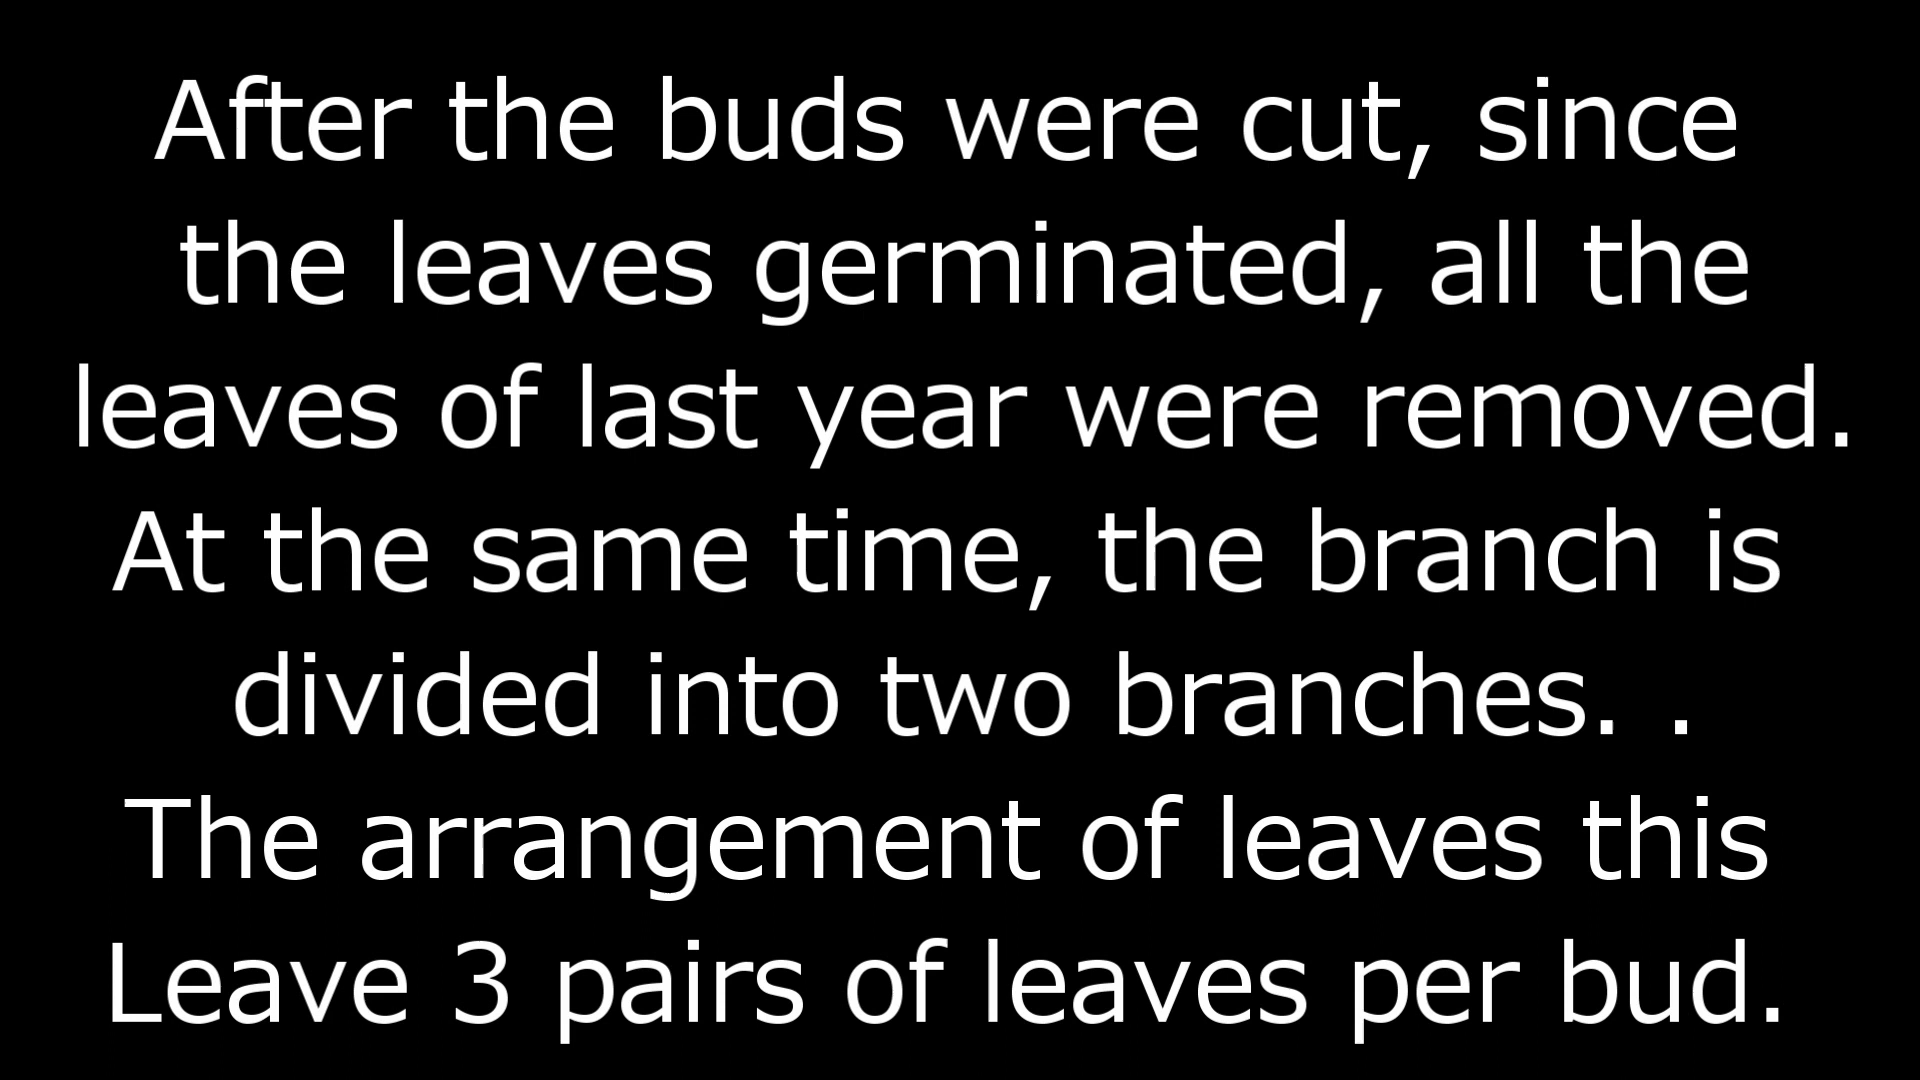 After the buds were cut, since
the leaves germinated, all the
leaves of last year were removed.
At the same time, the branch is
divided into two branches. .
The arrangement of leaves this
Leave 3 pairs of leaves per bud.